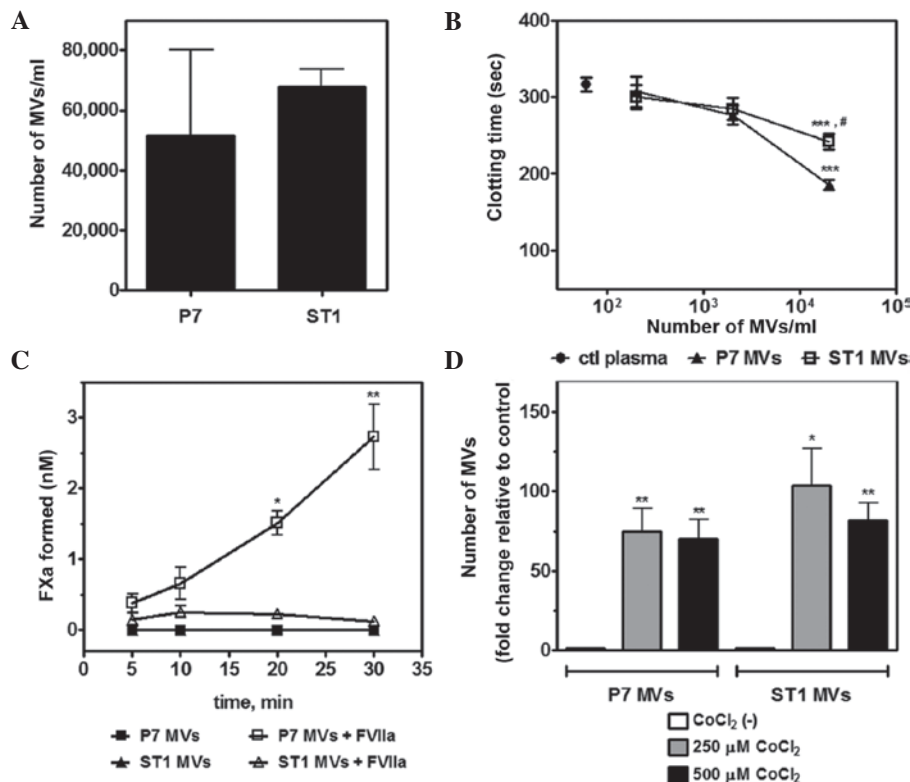 A
Number of MVs/ml
80,000
60,000
40,000
20,000
0
P7
ST1
B
Clotting time (sec)
400
300
200
100
***, #
***
10²
10³
10⁴
10⁵
Number of MVs/ml
ctl plasma
P7 MVs
ST1 MVs
C
FXa formed (nM)
3
2
1
0
**
*
0
5
10
15
20
25
30
35
time, min
P7 MVs
P7 MVs + FVIIa
ST1 MVs
ST1 MVs + FVIIa
D
Number of MVs
(fold change relative to control)
150
100
75
50
25
0
**
**
*
**
P7 MVs
ST1 MVs
CoCl₂ (-)
250 µM CoCl₂
500 µM CoCl₂